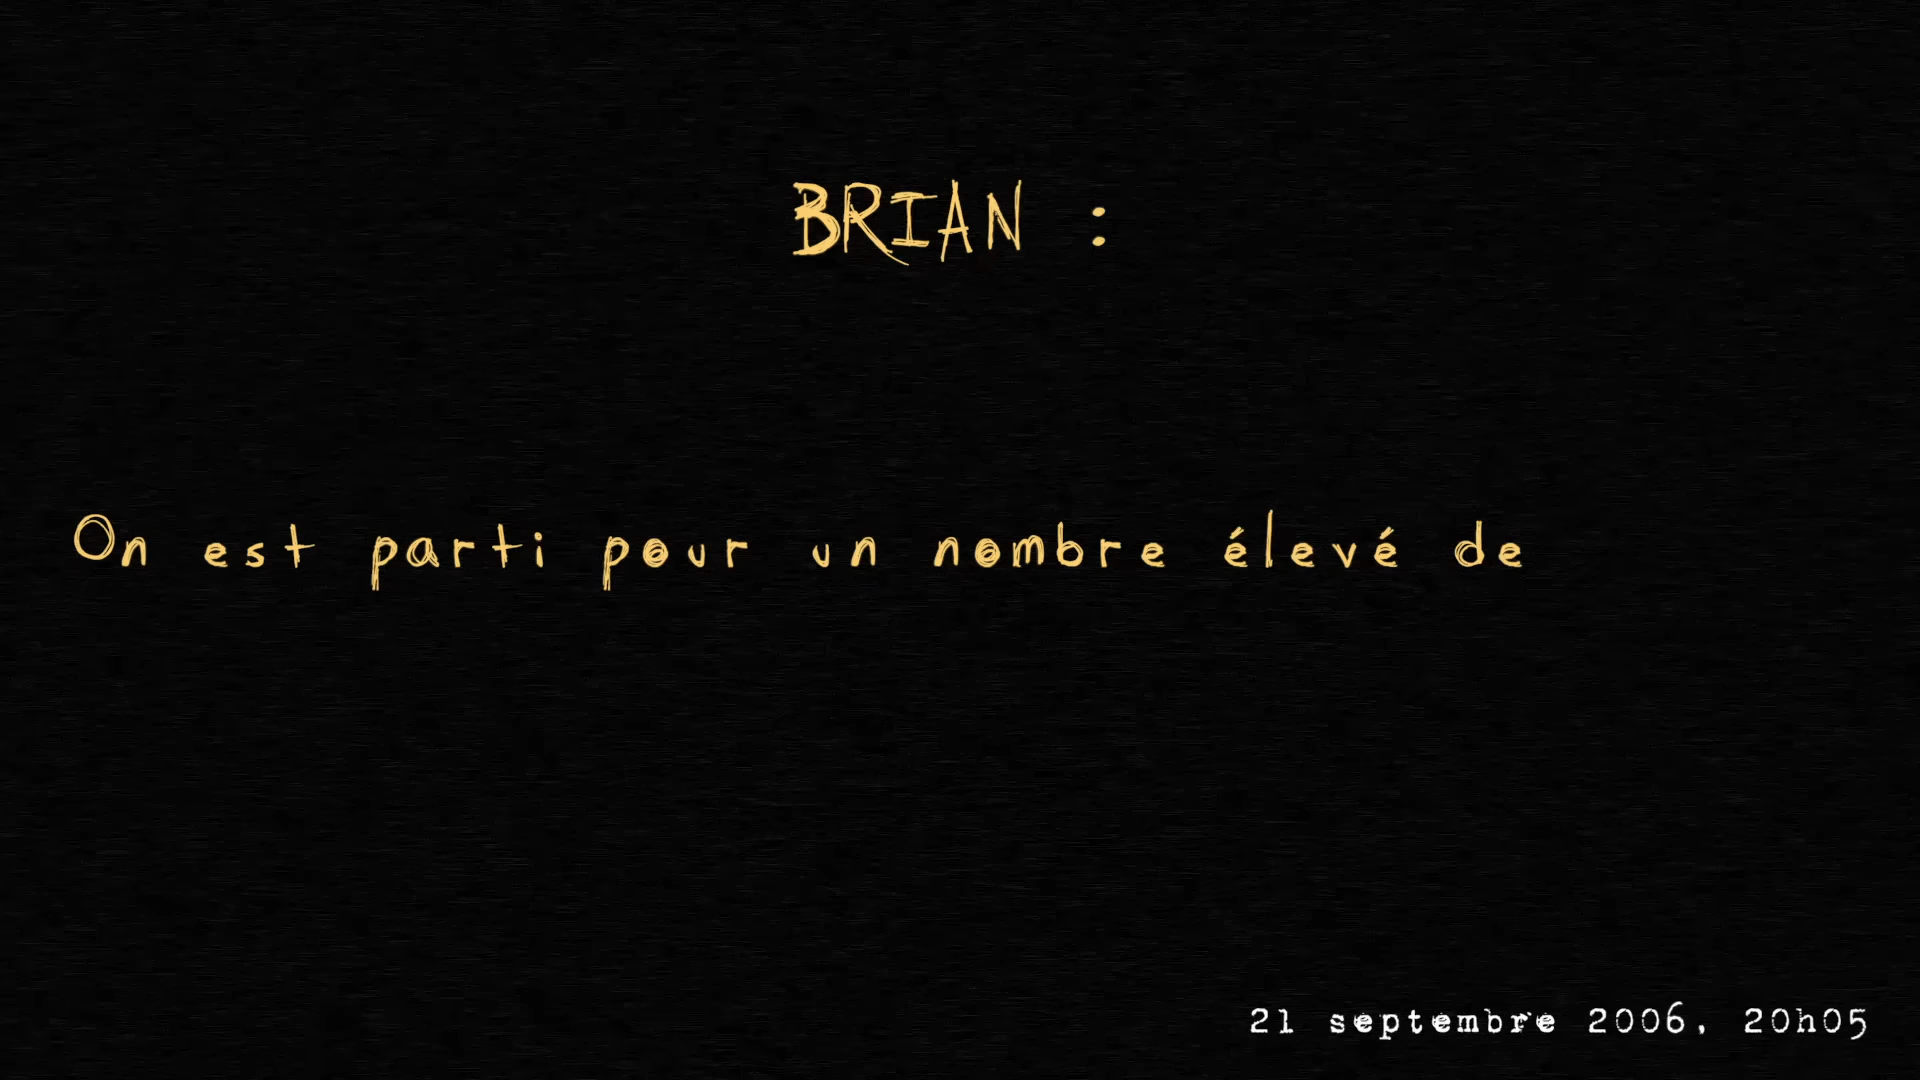 BRIAN :
On est parti pour un nombre élevé de
21 septembre 2006, 20h05